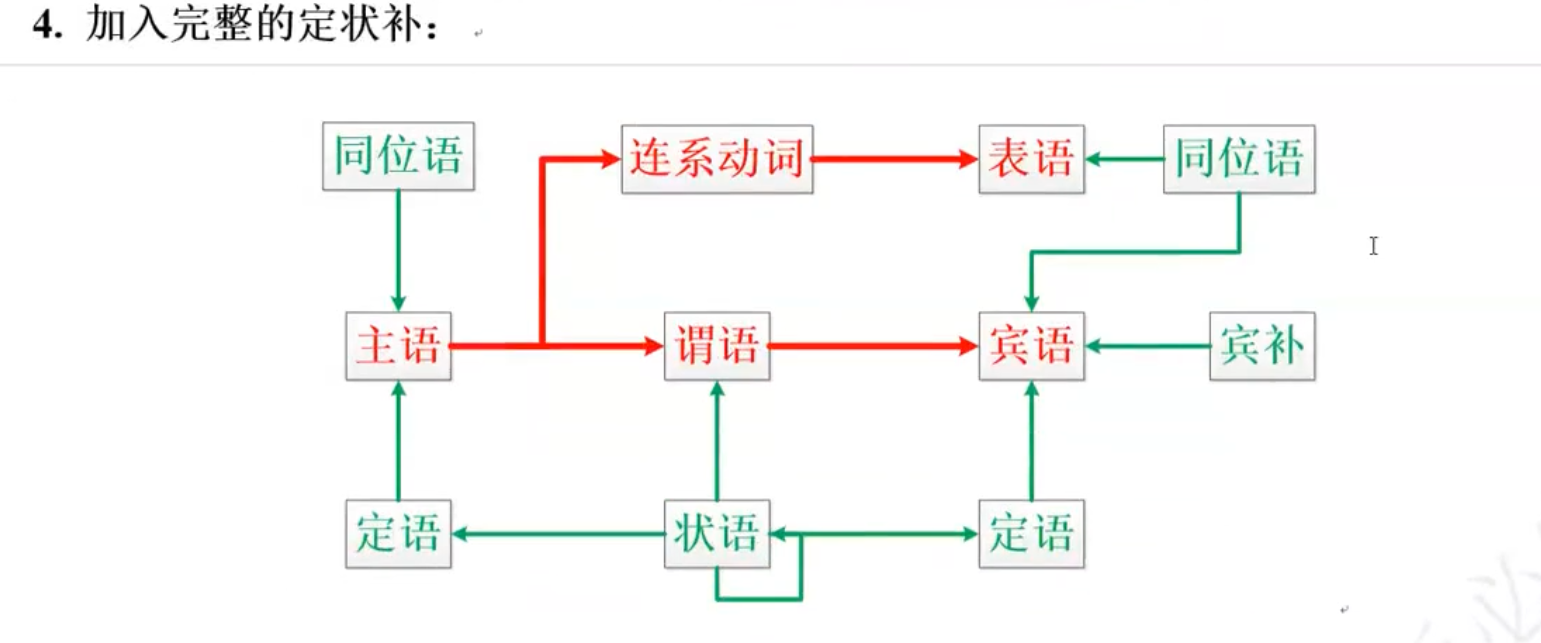 4. 加入完整的定状补：
同位语 连系动词 表语 同位语
主语 谓语 宾语 宾补
定语 状语 定语